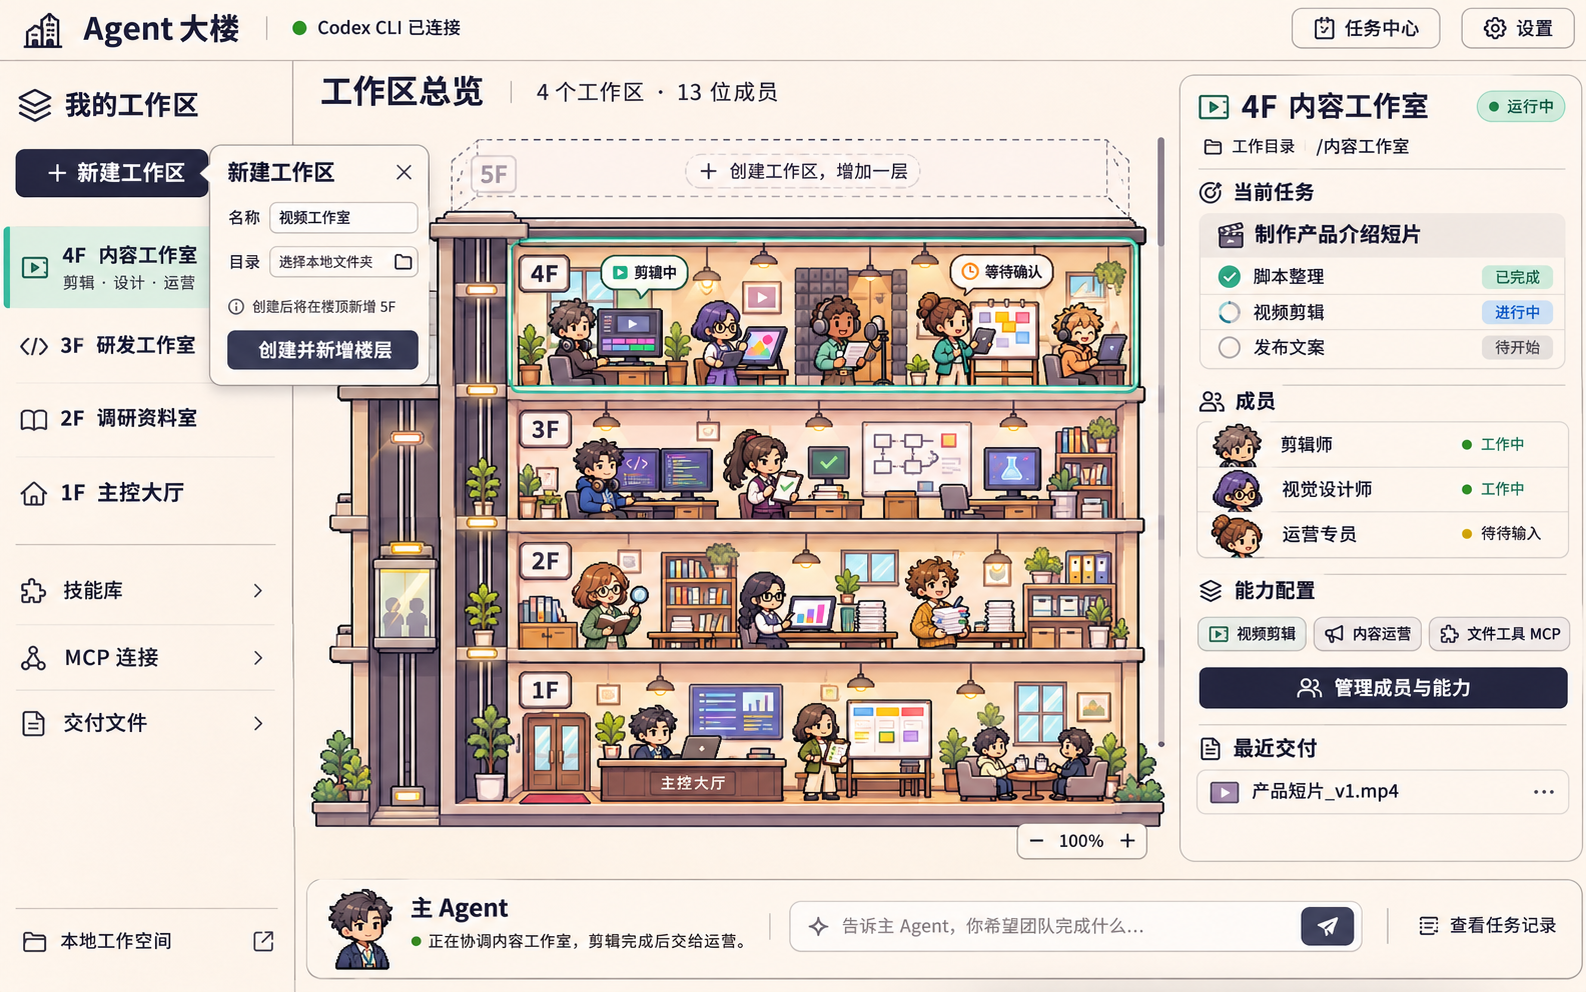 Agent 大楼
Codex CLI 已连接
任务中心
设置
我的工作区
+ 新建工作区
4F 内容工作室
剪辑 · 设计 · 运营
3F 研发工作室
2F 调研资料室
1F 主控大厅
技能库
MCP 连接
交付文件
本地工作空间
新建工作区
名称 视频工作室
目录 选择本地文件夹
创建后将在楼顶新增 5F
创建并新增楼层
工作区总览
4 个工作区 · 13 位成员
5F
+ 创建工作区，增加一层
4F
剪辑中
等待确认
3F
</>
2F
1F
主控大厅
− 100% +
4F 内容工作室
运行中
工作目录 /内容工作室
当前任务
制作产品介绍短片
脚本整理 已完成
视频剪辑 进行中
发布文案 待开始
成员
剪辑师 工作中
视觉设计师 工作中
运营专员 待待输入
能力配置
视频剪辑
内容运营
文件工具 MCP
管理成员与能力
最近交付
产品短片_v1.mp4
主 Agent
正在协调内容工作室，剪辑完成后交给运营。
告诉主 Agent，你希望团队完成什么...
查看任务记录